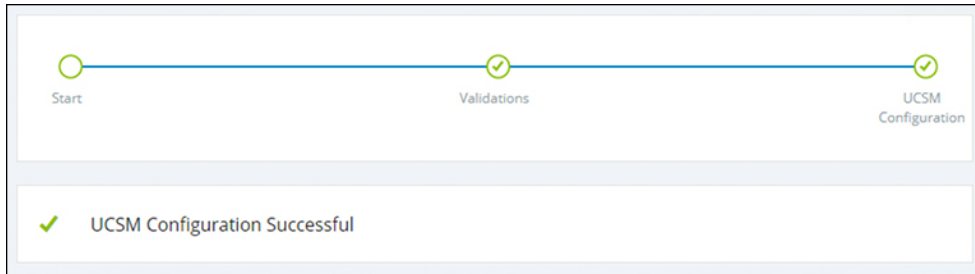 Start
Validations
UCSM
Configuration
UCSM Configuration Successful